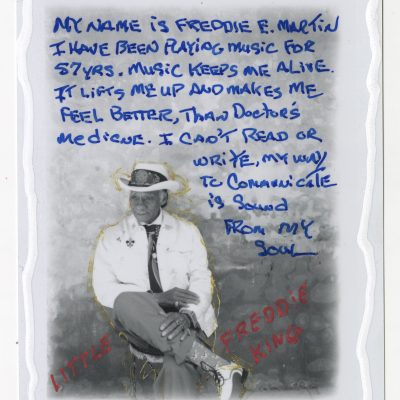 MY NAME iS FREDDiE E. MARTiN
I HAVE BEEN PlAYiNG MUSiC FOR
57YRS. MUSiC KEEPS ME ALIVE.
IT LiFTS ME UP AND MAKES ME
FEEL BETTER, THAN DOCTOR'S
MEDiCiNE. I CAN'T READ OR
WRiTE, MY WAY
TO COMMUNiCATE
iS SOUND
FROM MY
SOUL
LiTTLE
FREDDiE
KiNG